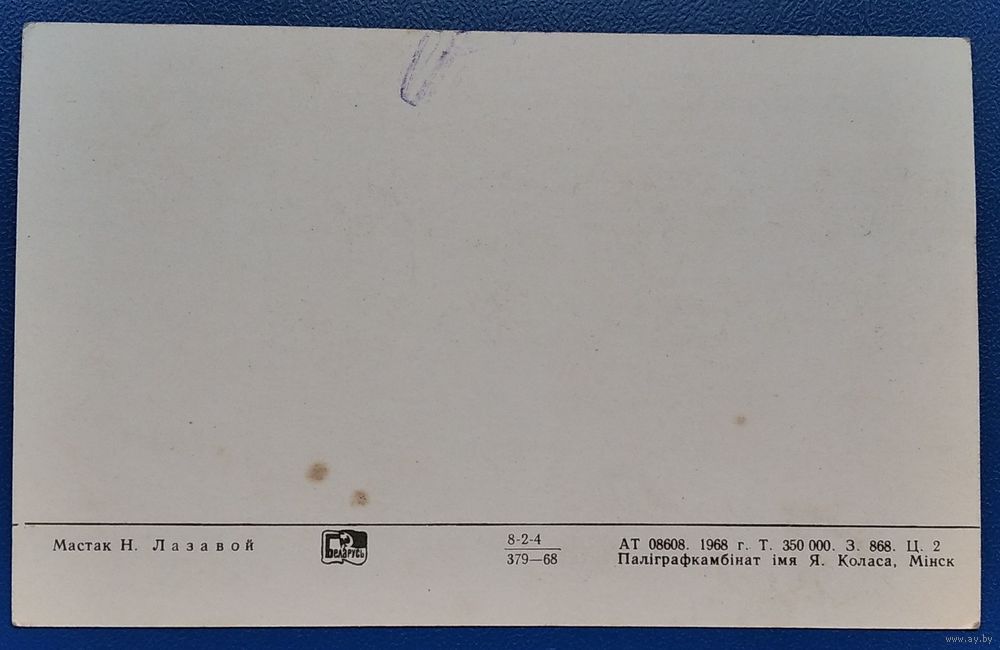 Мастак Н. Лазавой
БЕЛАРУСЬ
8-2-4
379—68
АТ 08608. 1968 г. Т. 350 000. З. 868. Ц. 2
Паліграфкамбінат імя Я. Коласа, Мінск
www.ay.by